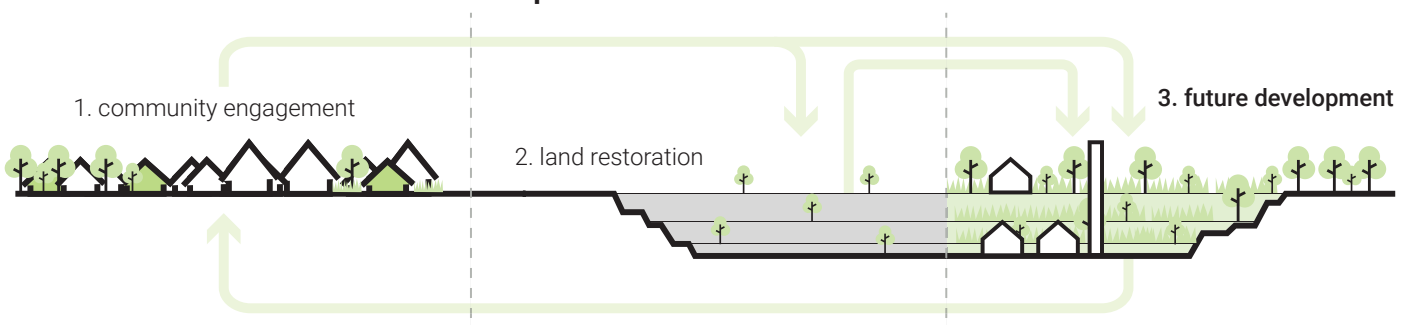 1. community engagement
2. land restoration
3. future development